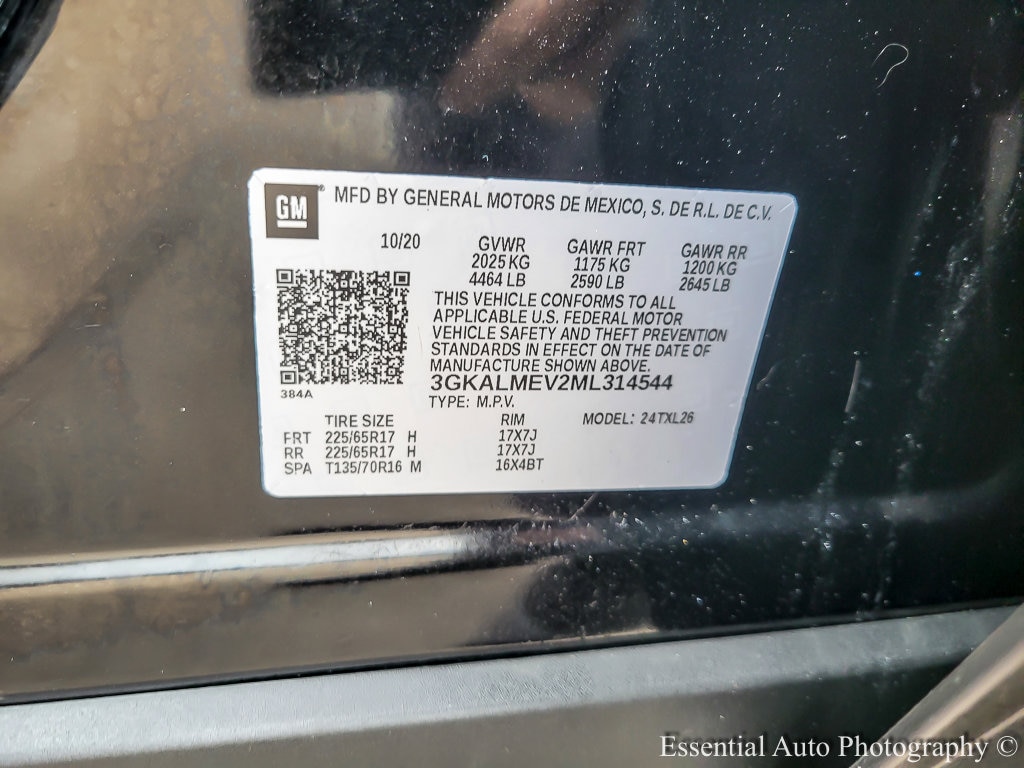 GM® MFD BY GENERAL MOTORS DE MEXICO, S. DE R.L. DE C.V.
10/20 GVWR GAWR FRT GAWR RR
2025 KG 1175 KG 1200 KG
4464 LB 2590 LB 2645 LB
THIS VEHICLE CONFORMS TO ALL
APPLICABLE U.S. FEDERAL MOTOR
VEHICLE SAFETY AND THEFT PREVENTION
STANDARDS IN EFFECT ON THE DATE OF
MANUFACTURE SHOWN ABOVE.
3GKALMEV2ML314544
384A
TYPE: M.P.V.
TIRE SIZE RIM MODEL: 24TXL26
FRT 225/65R17 H 17X7J
RR 225/65R17 H 17X7J
SPA T135/70R16 M 16X4BT
Essential Auto Photography ©